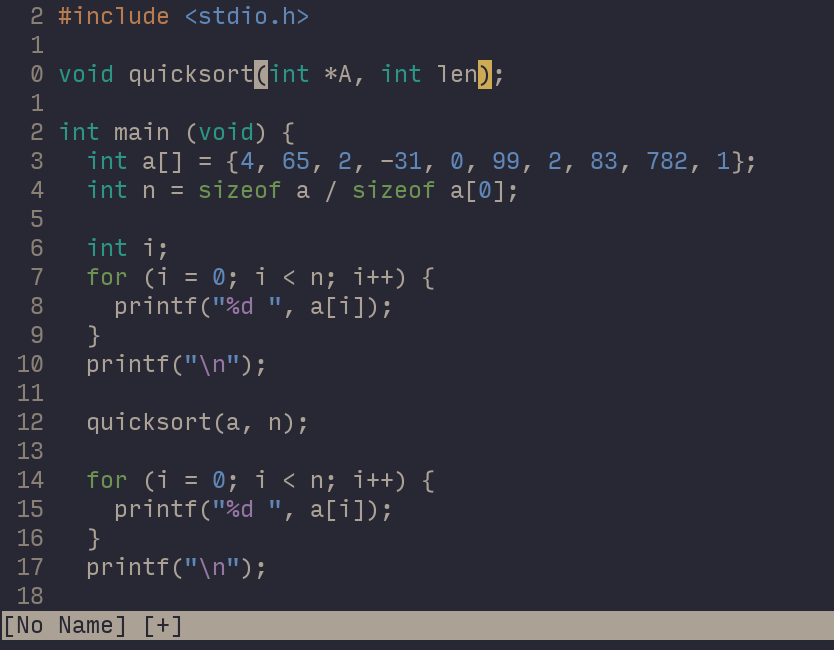 2 #include <stdio.h>
1
0 void quicksort(int *A, int len);
1
2 int main (void) {
3   int a[] = {4, 65, 2, -31, 0, 99, 2, 83, 782, 1};
4   int n = sizeof a / sizeof a[0];
5
6   int i;
7   for (i = 0; i < n; i++) {
8     printf("%d ", a[i]);
9   }
10   printf("\n");
11
12   quicksort(a, n);
13
14   for (i = 0; i < n; i++) {
15     printf("%d ", a[i]);
16   }
17   printf("\n");
18
[No Name] [+]